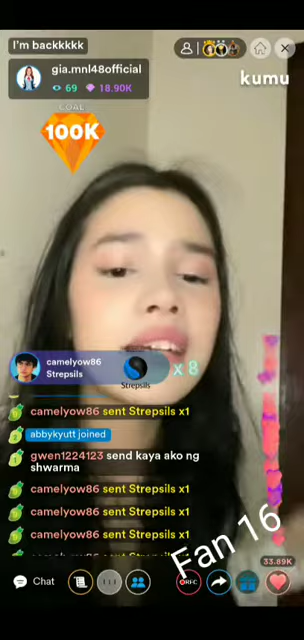 I'm backkkkk
gia.mnl48official
69 18.90K
kumu
GOAL
100K
camelyow86
Strepsils
x 8
Strepsils
camelyow86 sent Strepsils x1
abbykyutt joined
gwen1224123 send kaya ako ng
shwarma
camelyow86 sent Strepsils x1
camelyow86 sent Strepsils x1
camelyow86 sent Strepsils x1
Fan 16
33.89K
Chat